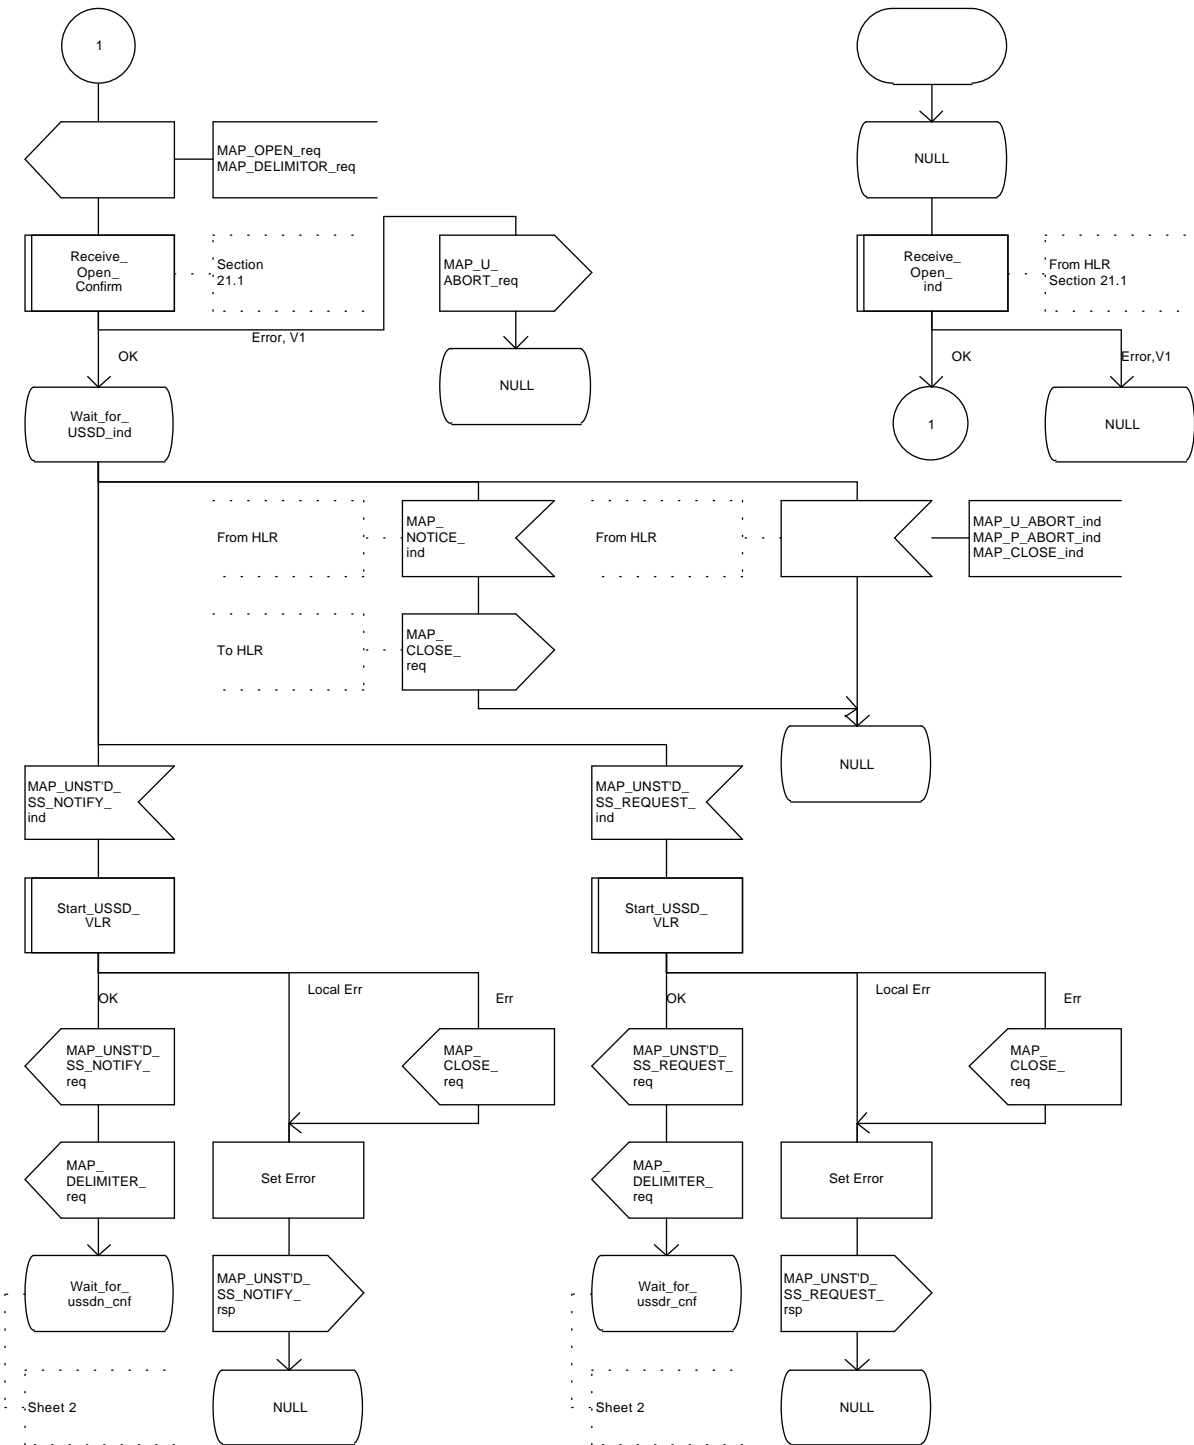 1
MAP_OPEN_req
MAP_DELIMITOR_req
NULL
Receive_
Open_
Confirm
Section
21.1
MAP_U_
ABORT_req
Receive_
Open_
ind
From HLR
Section 21.1
Error, V1
OK
NULL
OK
Error,V1
Wait_for_
USSD_ind
1
NULL
From HLR
MAP_
NOTICE_
ind
From HLR
MAP_U_ABORT_ind
MAP_P_ABORT_ind
MAP_CLOSE_ind
To HLR
MAP_
CLOSE_
req
NULL
MAP_UNST'D_
SS_NOTIFY_
ind
MAP_UNST'D_
SS_REQUEST_
ind
Start_USSD_
VLR
Start_USSD_
VLR
OK
Local Err
Err
OK
Local Err
Err
MAP_UNST'D_
SS_NOTIFY_
req
MAP_
CLOSE_
req
MAP_UNST'D_
SS_REQUEST_
req
MAP_
CLOSE_
req
MAP_
DELIMITER_
req
Set Error
MAP_
DELIMITER_
req
Set Error
Wait_for_
ussdn_cnf
MAP_UNST'D_
SS_NOTIFY_
rsp
Wait_for_
ussdr_cnf
MAP_UNST'D_
SS_REQUEST_
rsp
Sheet 2
NULL
Sheet 2
NULL